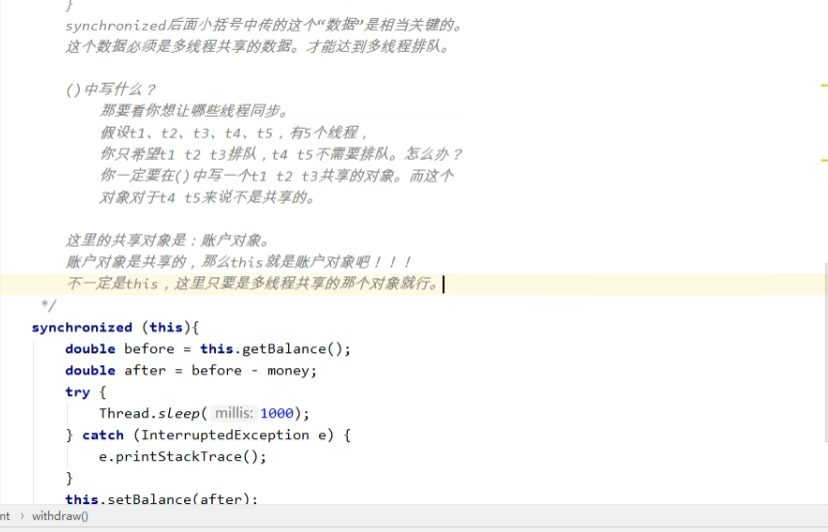 }
synchronized后面小括号中传的这个“数据”是相当关键的。
这个数据必须是多线程共享的数据。才能达到多线程排队。
()中写什么？
那要看你想让哪些线程同步。
假设t1、t2、t3、t4、t5，有5个线程，
你只希望t1 t2 t3排队，t4 t5不需要排队。怎么办？
你一定要在()中写一个t1 t2 t3共享的对象。而这个
对象对于t4 t5来说不是共享的。
这里的共享对象是：账户对象。
账户对象是共享的，那么this就是账户对象吧！！！
不一定是this，这里只要是多线程共享的那个对象就行。
*/
synchronized (this){
double before = this.getBalance();
double after = before - money;
try {
Thread.sleep( millis: 1000);
} catch (InterruptedException e) {
e.printStackTrace();
}
this.setBalance(after);
nt › withdraw()